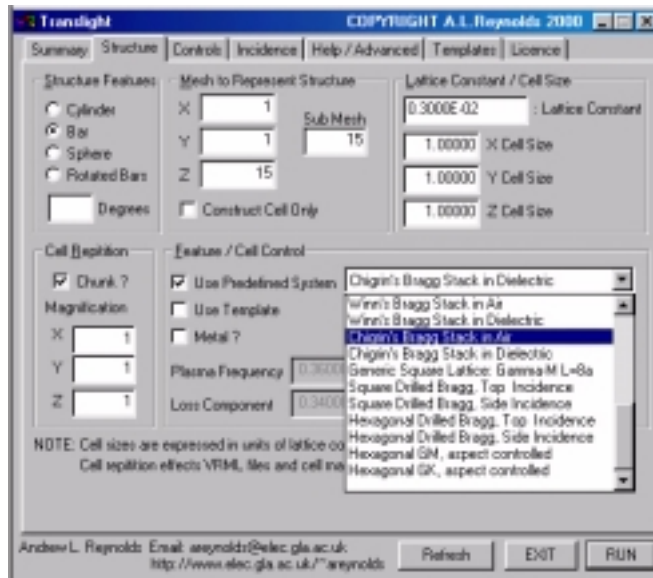 Translight COPYRIGHT A.L.Reynolds 2000
Summary Structure Controls Incidence Help / Advanced Templates Licence
Structure Features
Cylinder
Bar
Sphere
Rotated Bars
Degrees
Mesh to Represent Structure
X 1
Y 1
Z 15
Sub Mesh
15
Construct Cell Only
Lattice Constant / Cell Size
0.3000E-02 : Lattice Constant
1.00000 X Cell Size
1.00000 Y Cell Size
1.00000 Z Cell Size
Cell Repitition
Chunk ?
Magnification
X 1
Y 1
Z 1
Feature / Cell Control
Use Predefined System
Use Template
Metal ?
Plasma Frequency 0.3600
Loss Component 0.3400
Chigrin's Bragg Stack in Dielectric
Winn's Bragg Stack in Air
Winn's Bragg Stack in Dielectric
Chigrin's Bragg Stack in Air
Chigrin's Bragg Stack in Dielectric
Generic Square Lattice: Gamma-M L=8a
Square Drilled Bragg, Top Incidence
Square Drilled Bragg, Side Incidence
Hexagonal Drilled Bragg, Top Incidence
Hexagonal Drilled Bragg, Side Incidence
Hexagonal GM, aspect controlled
Hexagonal GK, aspect controlled
NOTE: Cell sizes are expressed in units of lattice co
Cell repitition effects VRML files and cell ma
Andrew L. Reynolds Email: areynolds@elec.gla.ac.uk
http://www.elec.gla.ac.uk/~areynolds
Refresh EXIT RUN